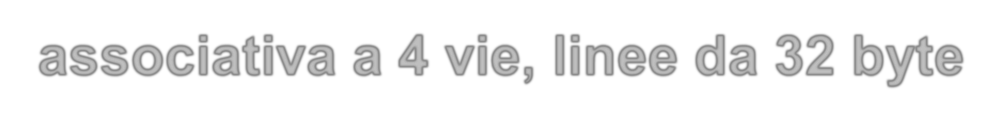 associativa a 4 vie, linee da 32 byte